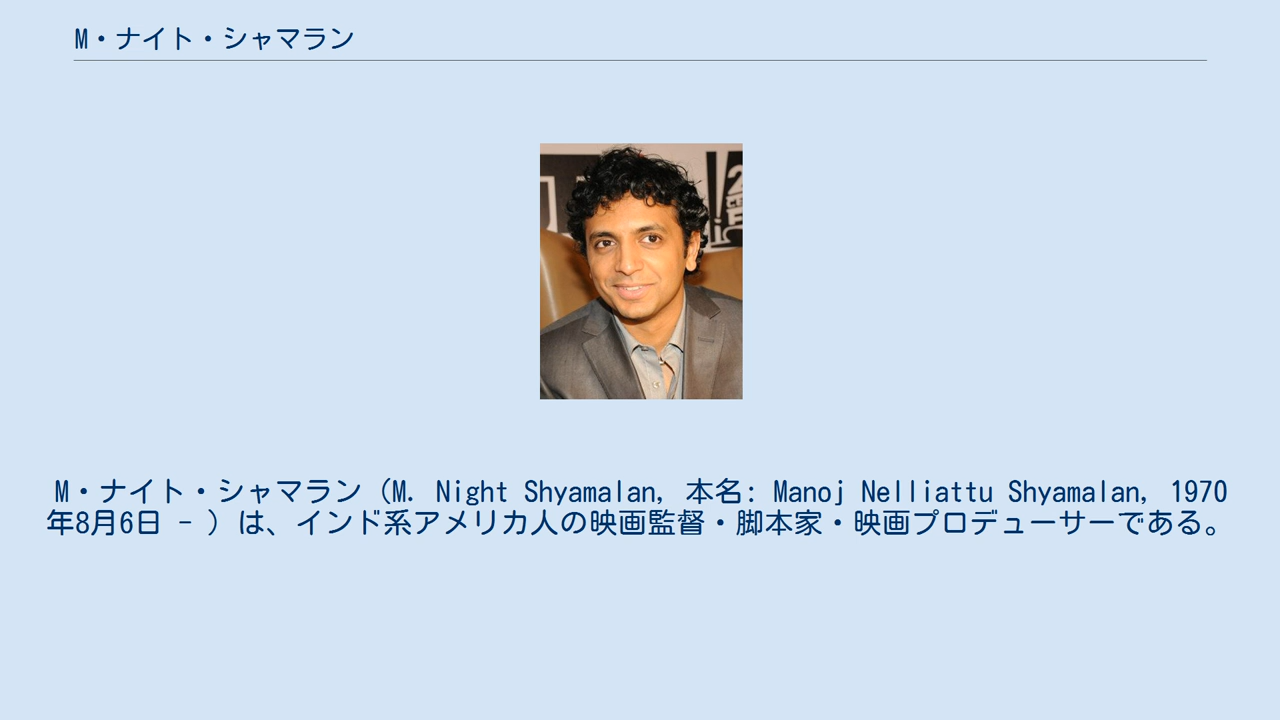 M・ナイト・シャマラン
M・ナイト・シャマラン（M. Night Shyamalan, 本名: Manoj Nelliattu Shyamalan, 1970
年8月6日 - ）は、インド系アメリカ人の映画監督・脚本家・映画プロデューサーである。